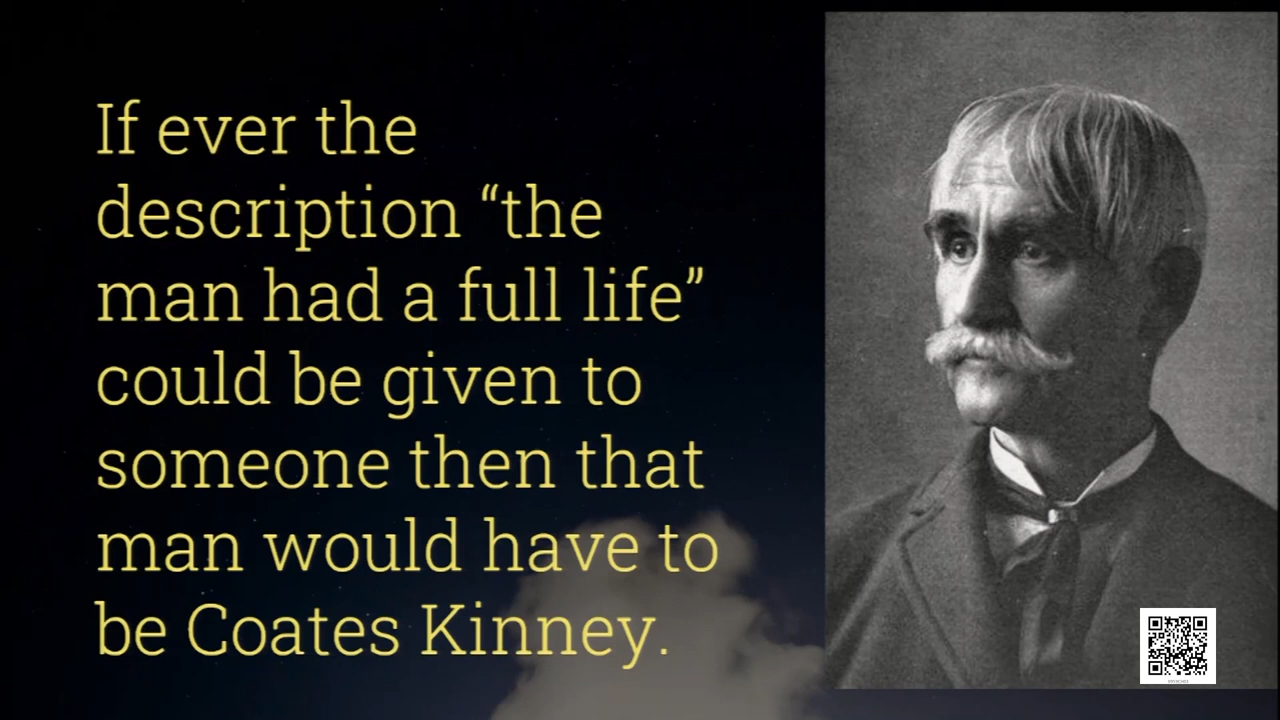 If ever the
description “the
man had a full life”
could be given to
someone then that
man would have to
be Coates Kinney.